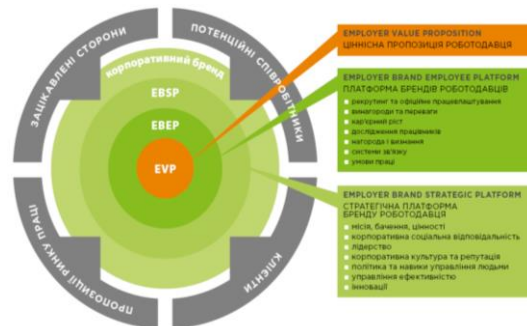 ЗАЦІКАВЛЕНІ СТОРОНИ
ПОТЕНЦІЙНІ СПІВРОБІТНИКИ
корпоративний бренд
EBSP
EBEP
EVP
ПРОПОЗИЦІЇ РИНКУ ПРАЦІ
КЛІЄНТИ
EMPLOYER VALUE PROPOSITION
ЦІННІСНА ПРОПОЗИЦІЯ РОБОТОДАВЦЯ
EMPLOYER BRAND EMPLOYEE PLATFORM
ПЛАТФОРМА БРЕНДІВ РОБОТОДАВЦІВ
рекрутинг та офіційне працевлаштування
винагороди та переваги
кар'єрний ріст
дослідження працівників
нагорода і визнання
системи зв'язку
умови праці
EMPLOYER BRAND STRATEGIC PLATFORM
СТРАТЕГІЧНА ПЛАТФОРМА
БРЕНДУ РОБОТОДАВЦЯ
місія, бачення, цінності
корпоративна соціальна відповідальність
лідерство
корпоративна культура та репутація
політика та навики управління людьми
управління ефективністю
інновації